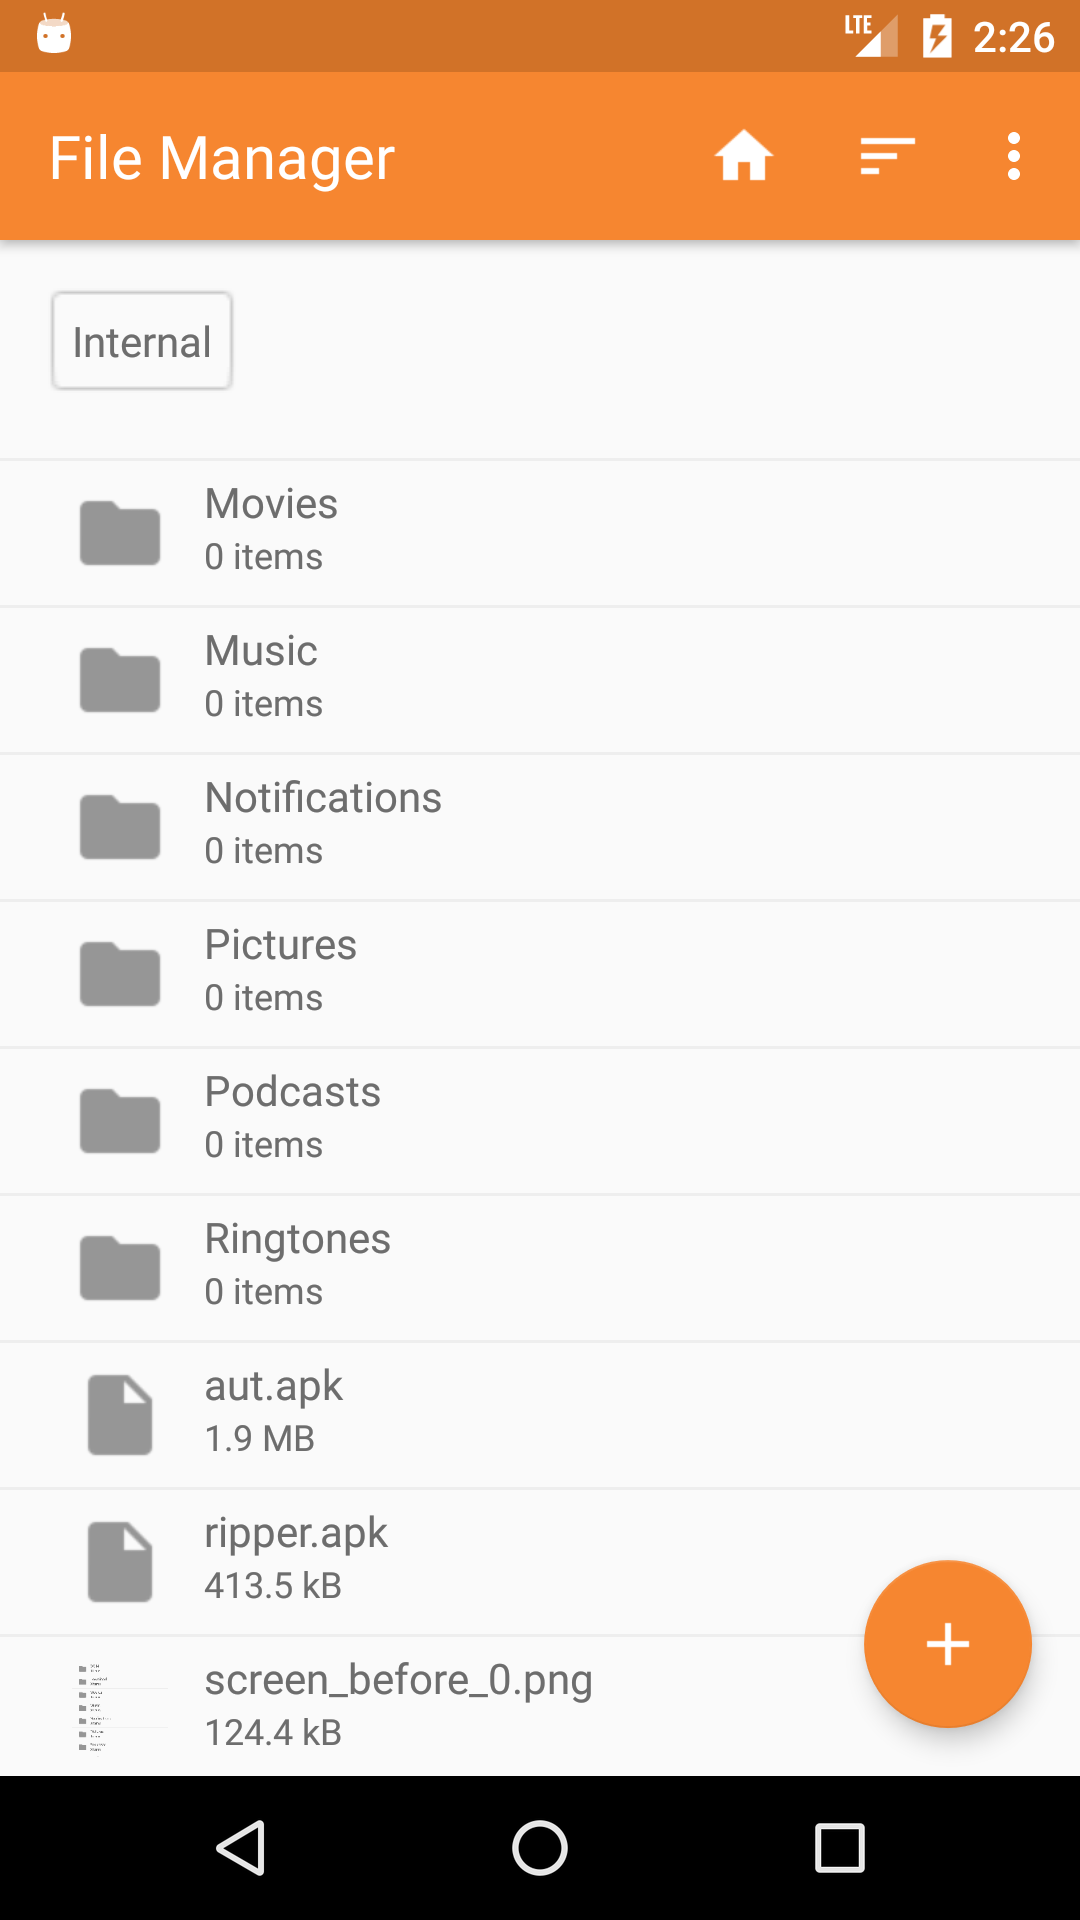 LTE 2:26
File Manager
Internal
Movies
0 items
Music
0 items
Notifications
0 items
Pictures
0 items
Podcasts
0 items
Ringtones
0 items
aut.apk
1.9 MB
ripper.apk
413.5 kB
screen_before_0.png
124.4 kB